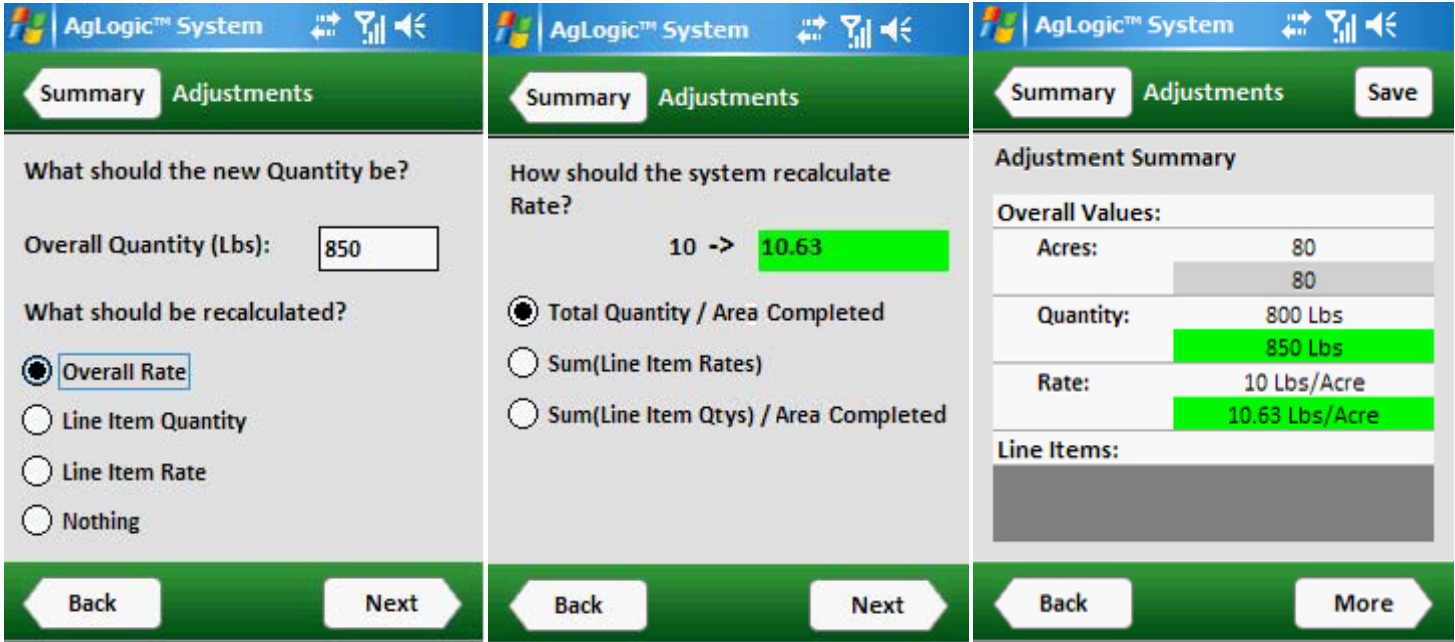 AgLogic™ System
Summary
Adjustments
What should the new Quantity be?
Overall Quantity (Lbs):
850
What should be recalculated?
Overall Rate
Line Item Quantity
Line Item Rate
Nothing
Back
Next
AgLogic™ System
Summary
Adjustments
How should the system recalculate
Rate?
10 -> 10.63
Total Quantity / Area Completed
Sum(Line Item Rates)
Sum(Line Item Qtys) / Area Completed
Back
Next
AgLogic™ System
Summary
Adjustments
Save
Adjustment Summary
Overall Values:
Acres: 80
80
Quantity: 800 Lbs
850 Lbs
Rate: 10 Lbs/Acre
10.63 Lbs/Acre
Line Items:
Back
More